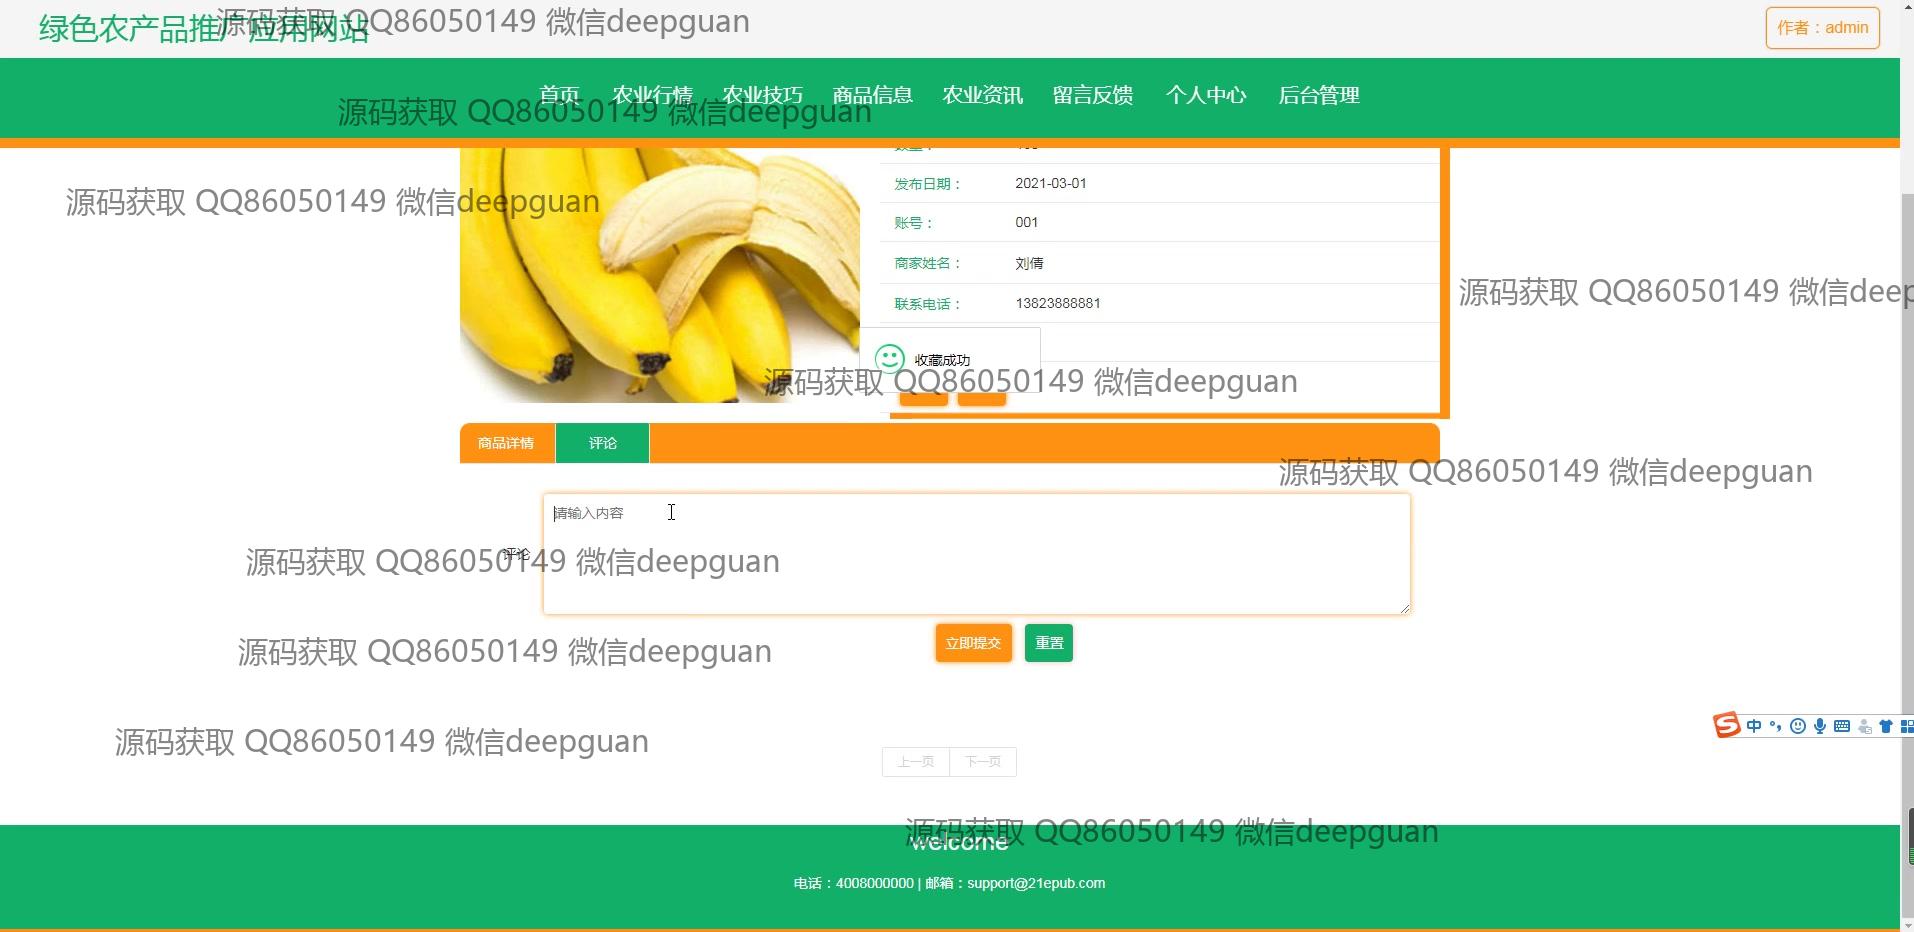 绿色农产品推广应用网站
源码获取 QQ86050149 微信deepguan
作者：admin
首页 农业行情 农业技巧 商品信息 农业资讯 留言反馈 个人中心 后台管理
源码获取 QQ86050149 微信deepguan
发布日期： 2021-03-01
源码获取 QQ86050149 微信deepguan
账号： 001
商家姓名： 刘倩
源码获取 QQ86050149 微信deep
联系电话： 13823888881
收藏成功
源码获取 QQ86050149 微信deepguan
商品详情 评论
源码获取 QQ86050149 微信deepguan
请输入内容
评论
源码获取 QQ86050149 微信deepguan
立即提交 重置
源码获取 QQ86050149 微信deepguan
中
源码获取 QQ86050149 微信deepguan
上一页 下一页
源码获取 QQ86050149 微信deepguan
welcome
电话：4008000000 | 邮箱：support@21epub.com